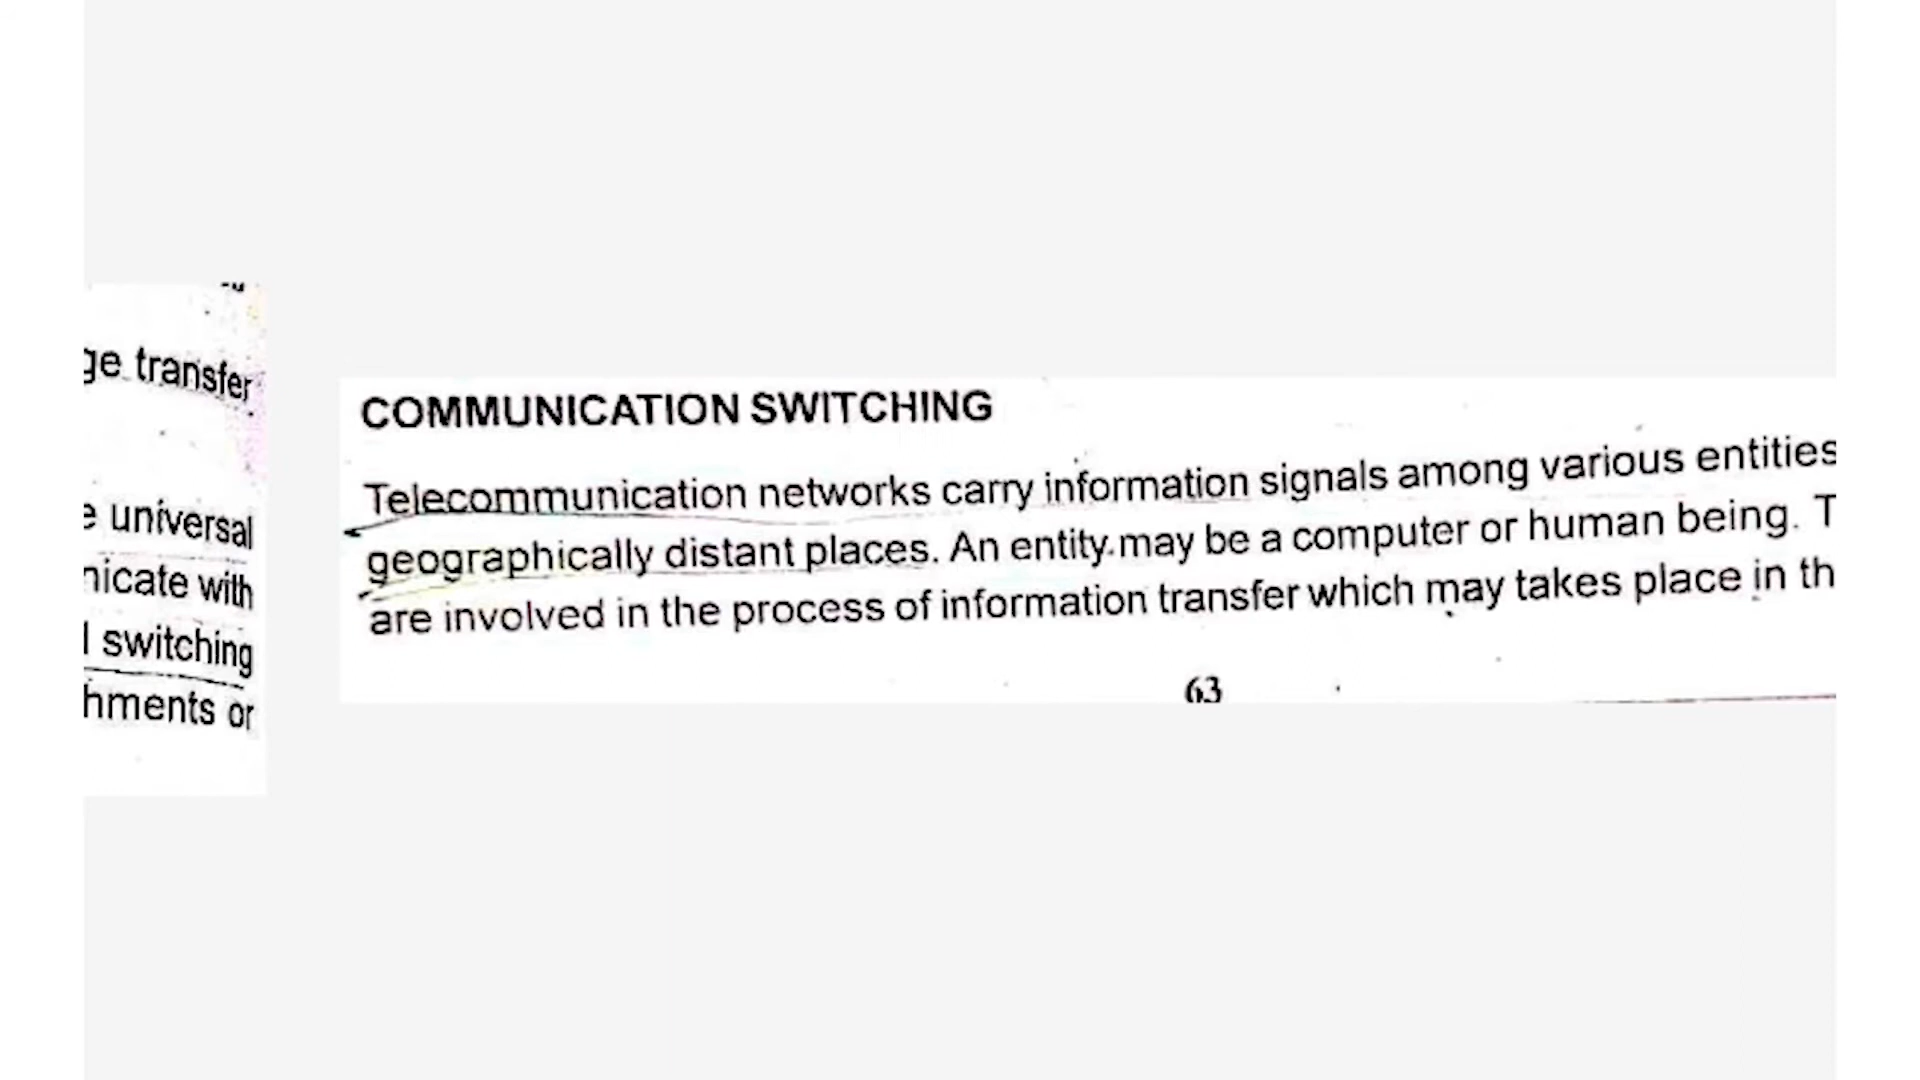 ge transfer
e universal
nicate with
l switching
hments or
COMMUNICATION SWITCHING
Telecommunication networks carry information signals among various entities
geographically distant places. An entity may be a computer or human being. T
are involved in the process of information transfer which may takes place in th
63